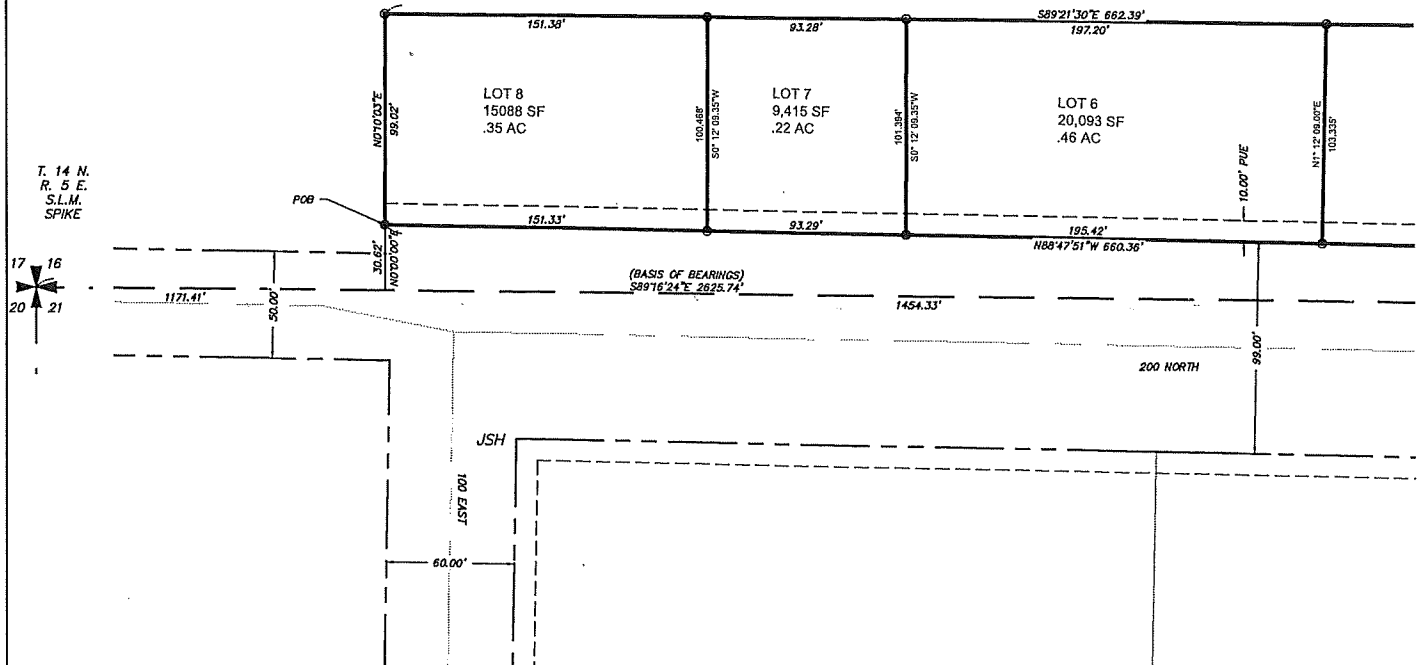 S89°21'30"E 662.39'
151.38'
93.28'
197.20'
N0°10'03"E
99.02'
LOT 8
15088 SF
.35 AC
100.468'
S0° 12' 09.35"W
LOT 7
9,415 SF
.22 AC
101.394'
S0° 12' 09.35"W
LOT 6
20,093 SF
.46 AC
10.00' PUE
N1° 12' 09.00"E
103.335'
T. 14 N.
R. 5 E.
S.L.M.
SPIKE
POB
151.33'
93.29'
195.42'
N88°47'51"W 660.36'
17 16
20 21
30.62'
N0°00'00"E
(BASIS OF BEARINGS)
S89°16'24"E 2625.74'
1171.41'
1454.33'
50.00'
99.00'
200 NORTH
JSH
100 EAST
60.00'